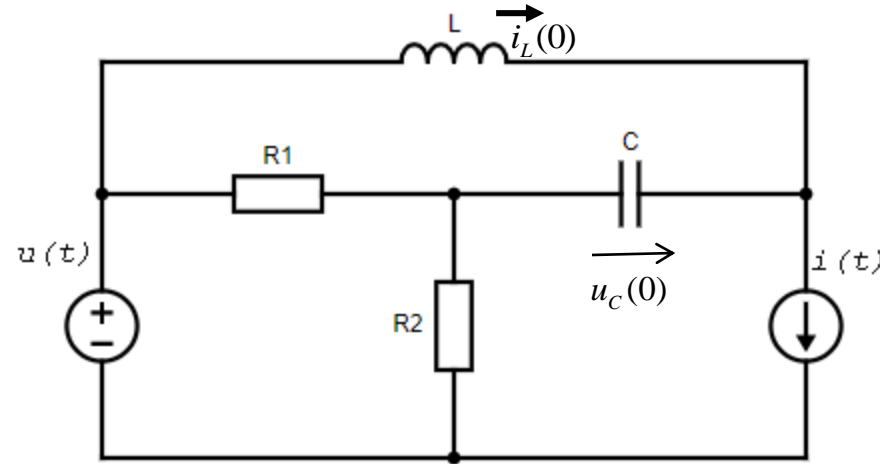 L
i_L(0)
R1
C
u(t)
u_C(0)
i(t)
R2